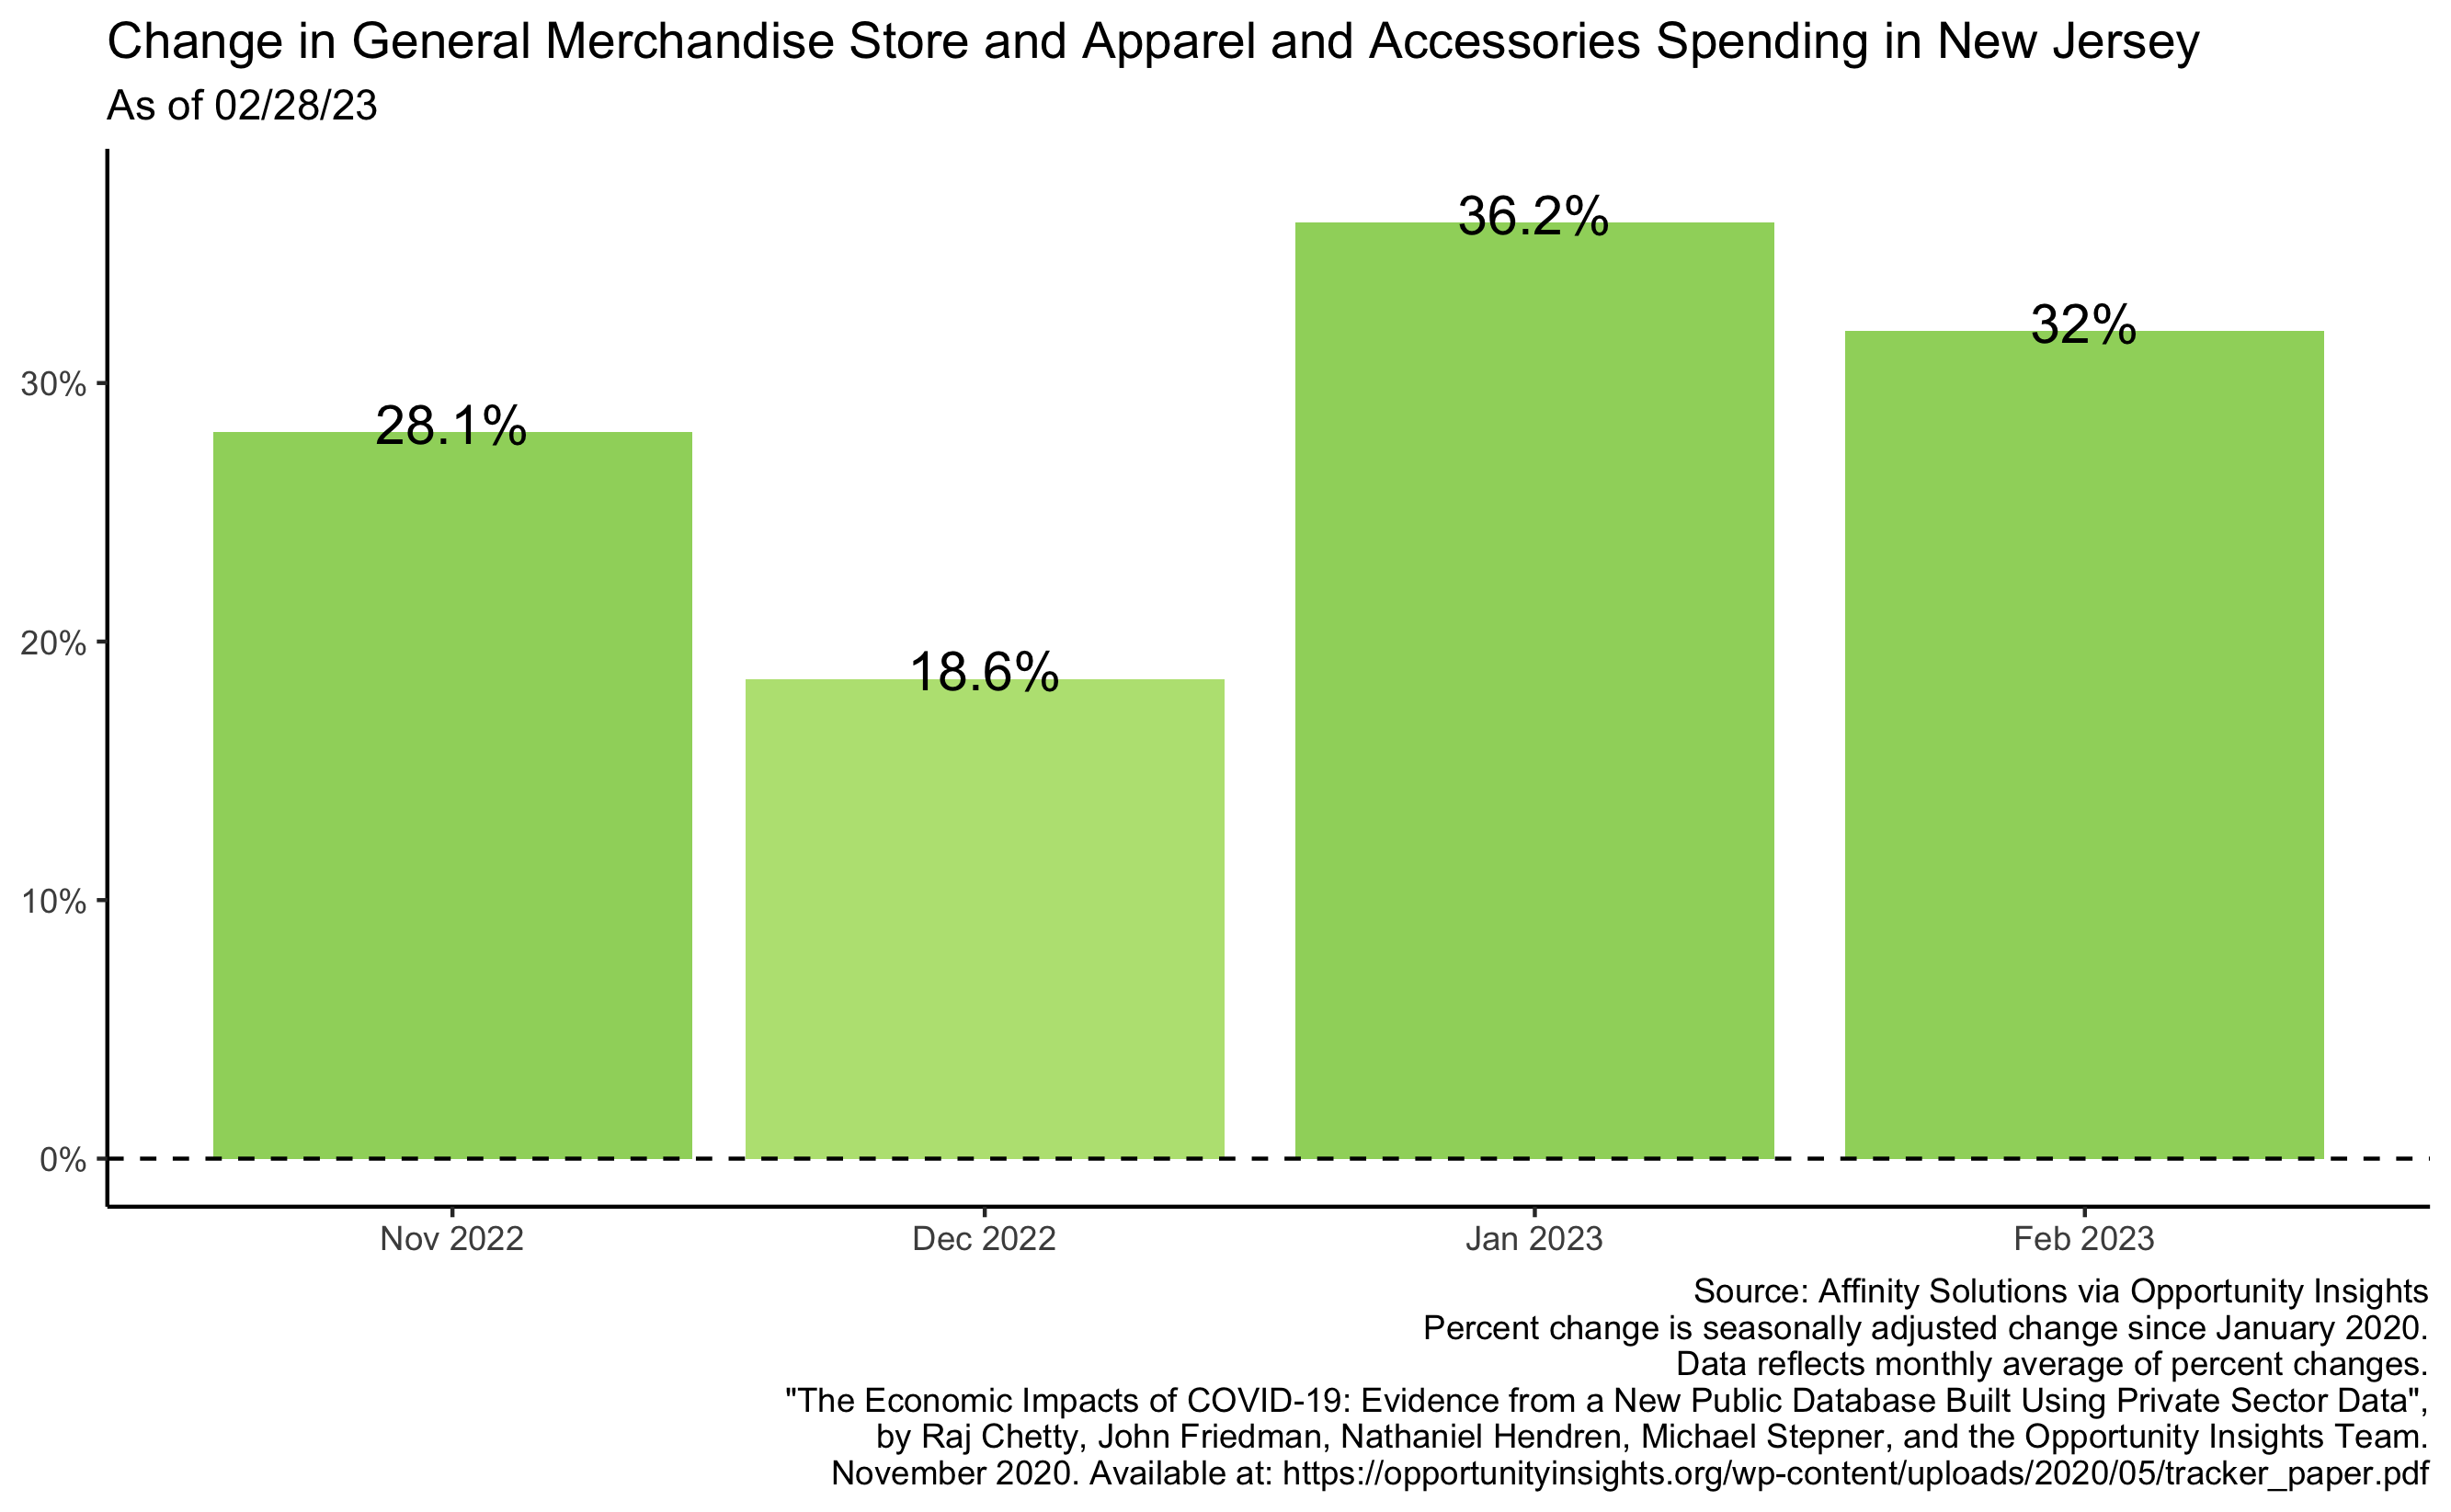 Change in General Merchandise Store and Apparel and Accessories Spending in New Jersey
As of 02/28/23
36.2%
32%
30%
28.1%
20%
18.6%
10%
0%
Nov 2022
Dec 2022
Jan 2023
Feb 2023
Source: Affinity Solutions via Opportunity Insights
Percent change is seasonally adjusted change since January 2020.
Data reflects monthly average of percent changes.
"The Economic Impacts of COVID-19: Evidence from a New Public Database Built Using Private Sector Data",
by Raj Chetty, John Friedman, Nathaniel Hendren, Michael Stepner, and the Opportunity Insights Team.
November 2020. Available at: https://opportunityinsights.org/wp-content/uploads/2020/05/tracker_paper.pdf